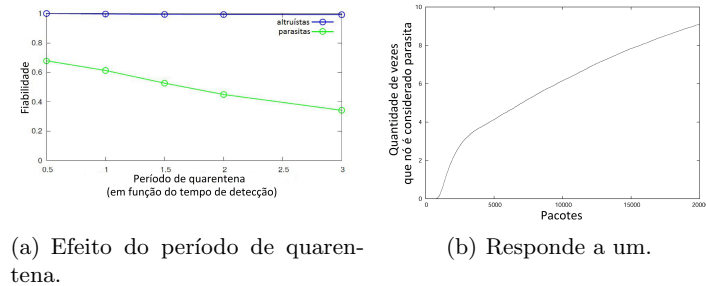 1
0.8
0.6
0.4
0.2
0
0.5
1
1.5
2
2.5
3
Fiabilidade
altruístas
parasitas
Período de quarentena
(em função do tempo de detecção)
10
8
6
4
2
0
0
5000
10000
15000
20000
Quantidade de vezes
que nó é considerado parasita
Pacotes
(a) Efeito do período de quaren-
tena.
(b) Responde a um.